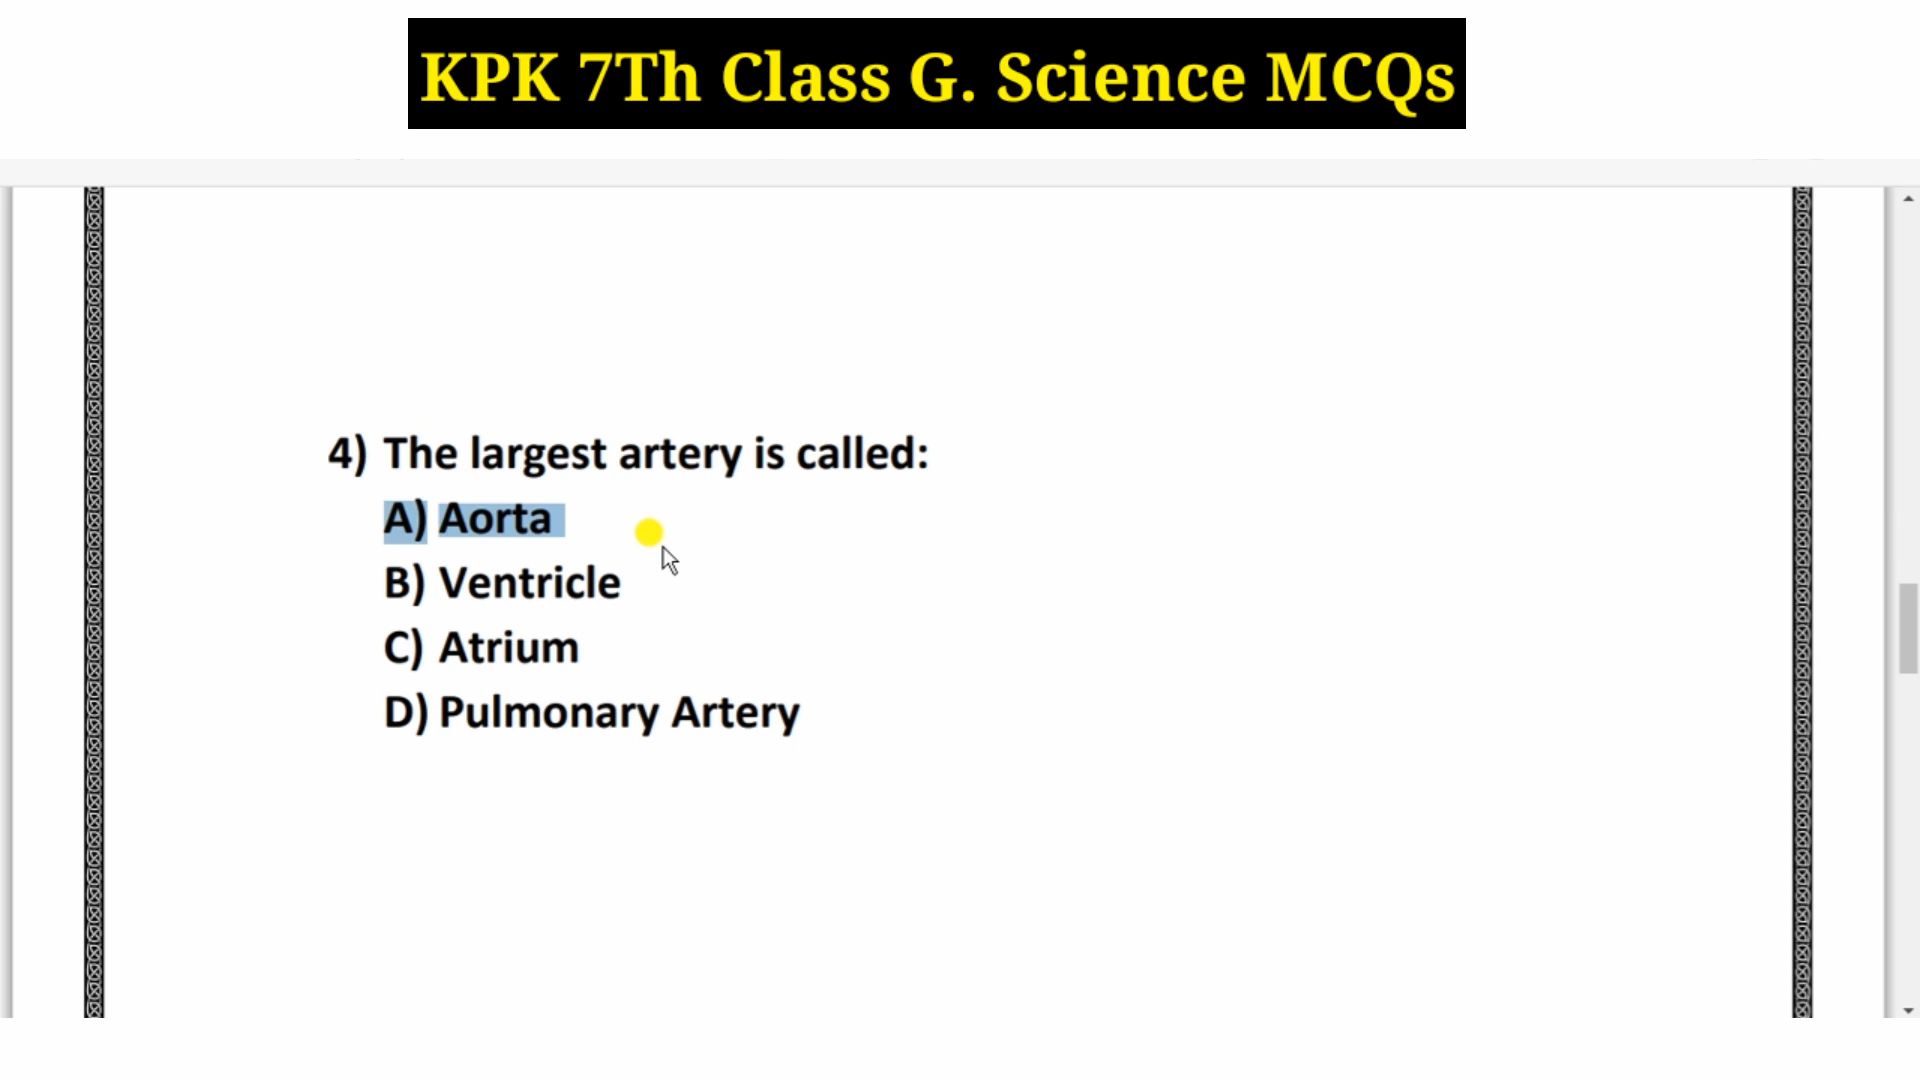 KPK 7Th Class G. Science MCQs
4) The largest artery is called:
A) Aorta
B) Ventricle
C) Atrium
D) Pulmonary Artery